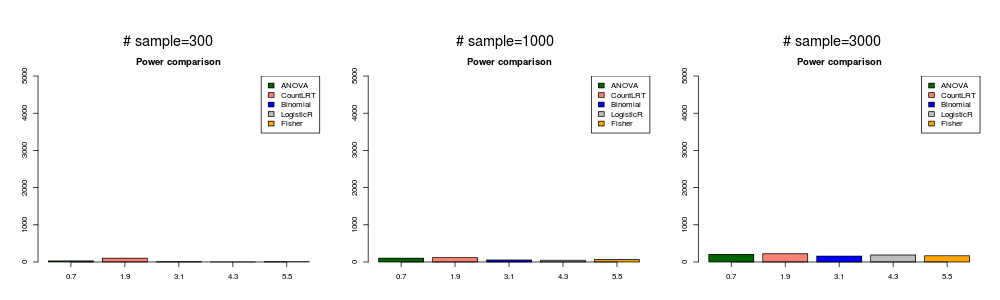 # sample=300
Power comparison
5000
4000
3000
2000
1000
0
ANOVA
CountLRT
Binomial
LogisticR
Fisher
0.7 1.9 3.1 4.3 5.5
# sample=1000
Power comparison
5000
4000
3000
2000
1000
0
ANOVA
CountLRT
Binomial
LogisticR
Fisher
0.7 1.9 3.1 4.3 5.5
# sample=3000
Power comparison
5000
4000
3000
2000
1000
0
ANOVA
CountLRT
Binomial
LogisticR
Fisher
0.7 1.9 3.1 4.3 5.5